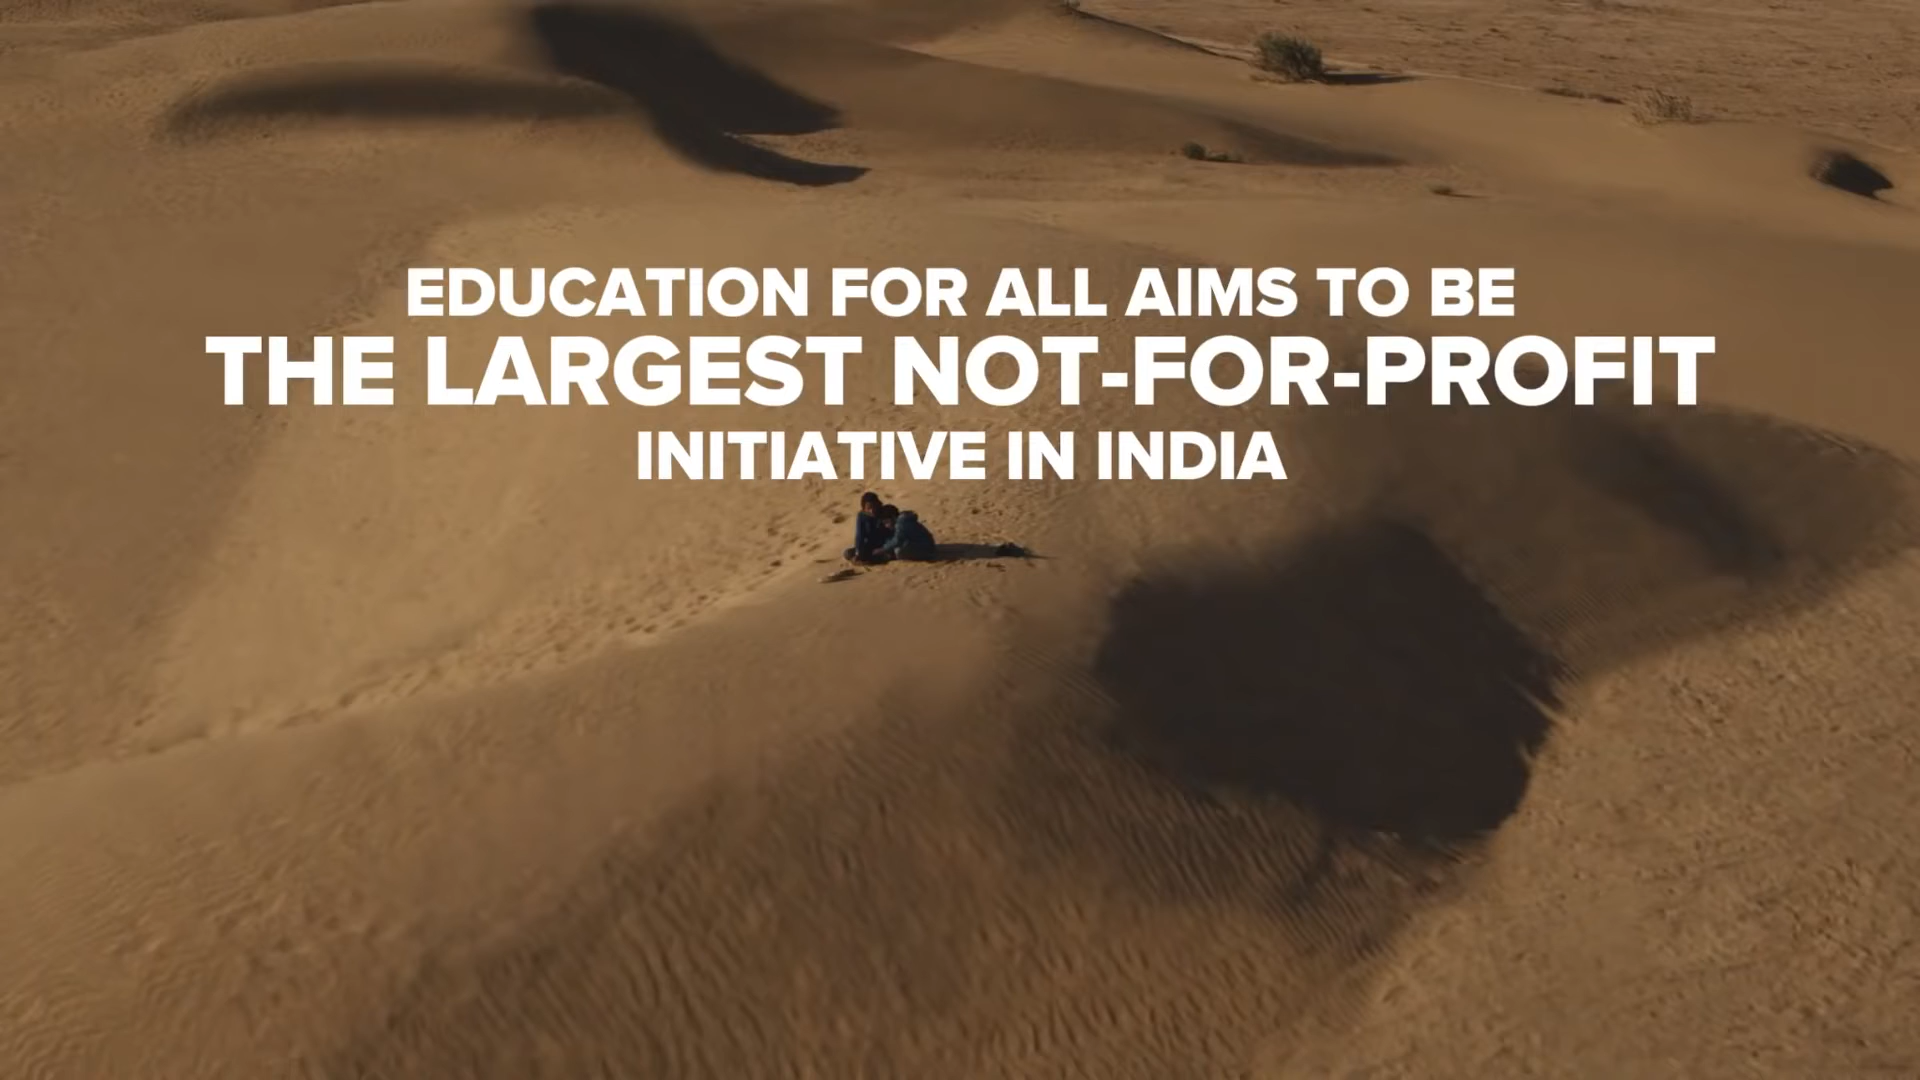 EDUCATION FOR ALL AIMS TO BE
THE LARGEST NOT-FOR-PROFIT
INITIATIVE IN INDIA